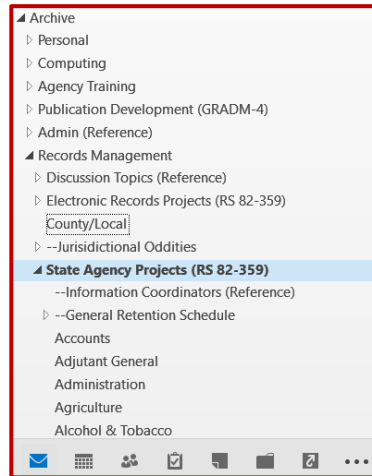 Archive
Personal
Computing
Agency Training
Publication Development (GRADM-4)
Admin (Reference)
Records Management
Discussion Topics (Reference)
Electronic Records Projects (RS 82-359)
County/Local
--Jurisidictional Oddities
State Agency Projects (RS 82-359)
--Information Coordinators (Reference)
--General Retention Schedule
Accounts
Adjutant General
Administration
Agriculture
Alcohol & Tobacco